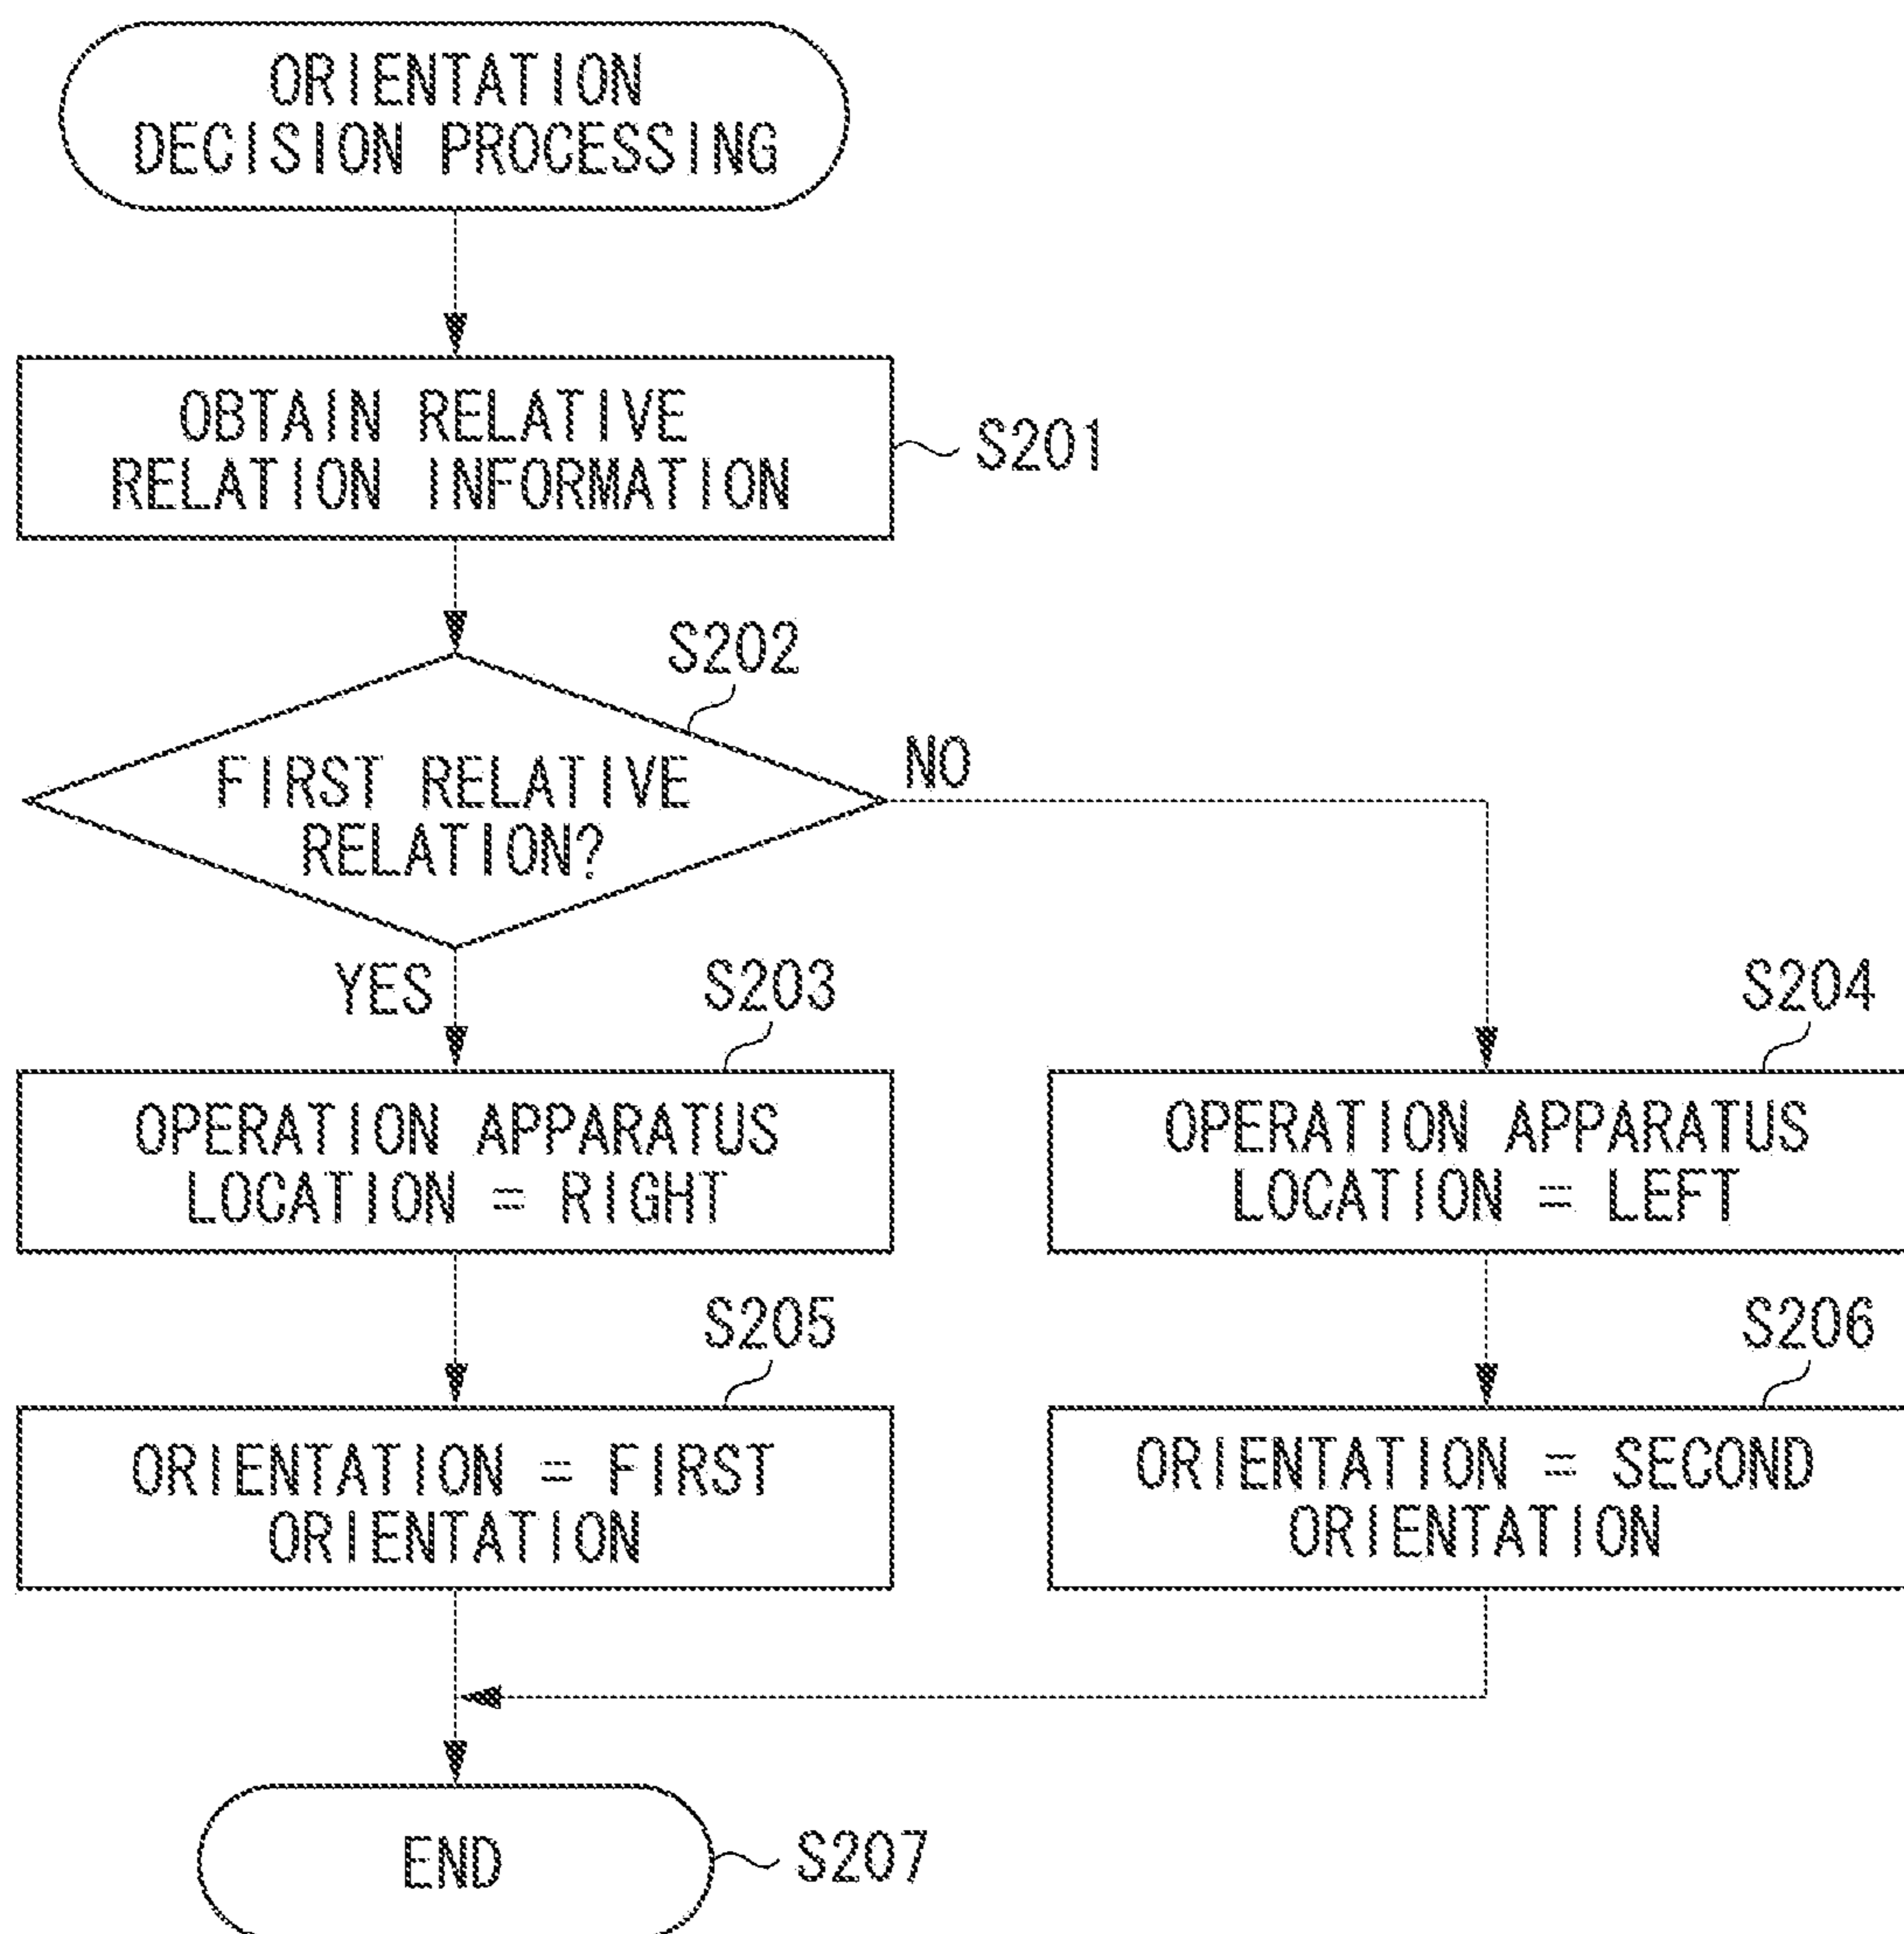 ORIENTATION
DECISION PROCESSING
OBTAIN RELATIVE
RELATION INFORMATION
S201
S202
FIRST RELATIVE
RELATION?
NO
YES
S203
OPERATION APPARATUS
LOCATION = RIGHT
S204
OPERATION APPARATUS
LOCATION = LEFT
S205
ORIENTATION = FIRST
ORIENTATION
S206
ORIENTATION = SECOND
ORIENTATION
END
S207